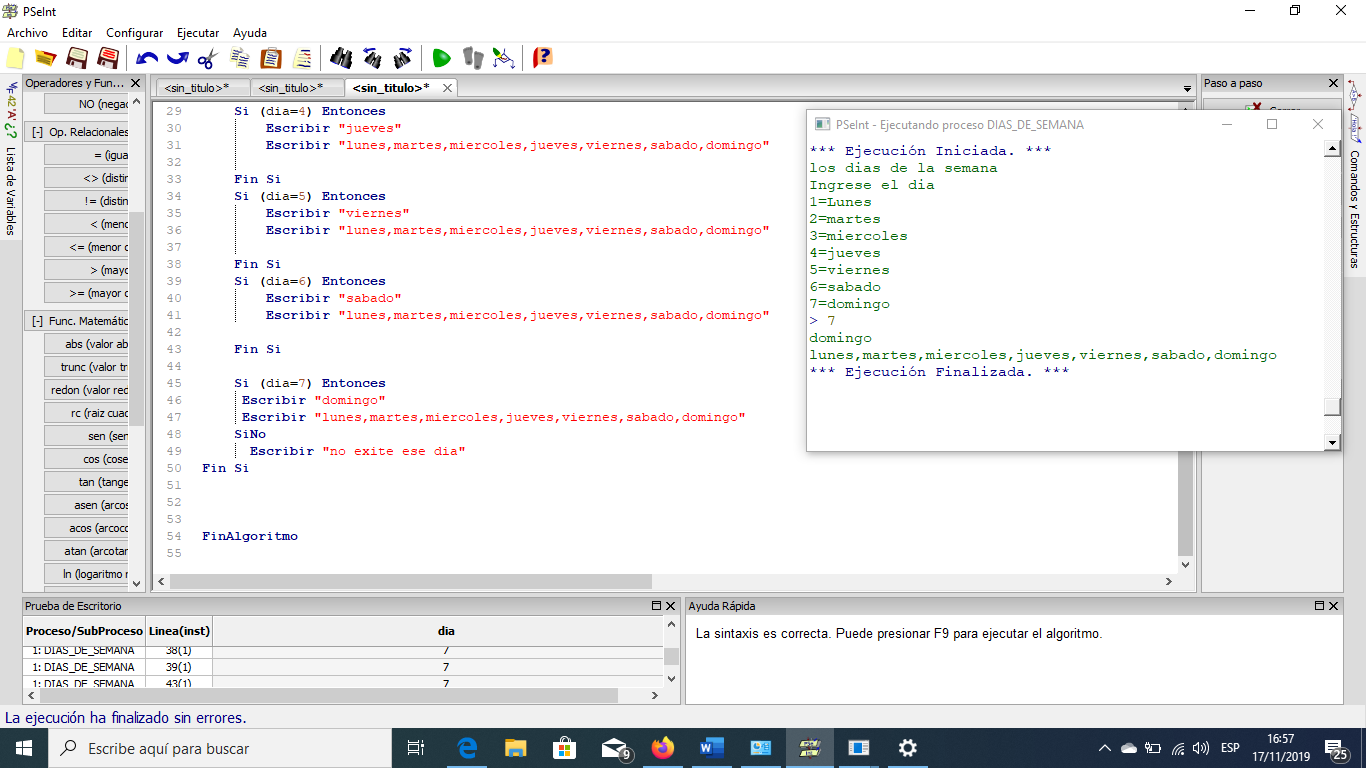 PSeInt
Archivo Editar Configurar Ejecutar Ayuda
Operadores y Fun...
<sin_titulo>* <sin_titulo>* <sin_titulo>*
Paso a paso
Lista de Variables
NO (negac
[-] Op. Relacionales
= (igua
<> (distin
!= (distin
< (meno
<= (menor o
> (mayo
>= (mayor o
[-] Func. Matemátic
abs (valor ab
trunc (valor tr
redon (valor red
rc (raiz cuac
sen (sen
cos (cose
tan (tange
asen (arcos
acos (arcoco
atan (arcotar
ln (logaritmo n
29 Si (dia=4) Entonces
30 Escribir "jueves"
31 Escribir "lunes,martes,miercoles,jueves,viernes,sabado,domingo"
32
33 Fin Si
34 Si (dia=5) Entonces
35 Escribir "viernes"
36 Escribir "lunes,martes,miercoles,jueves,viernes,sabado,domingo"
37
38 Fin Si
39 Si (dia=6) Entonces
40 Escribir "sabado"
41 Escribir "lunes,martes,miercoles,jueves,viernes,sabado,domingo"
42
43 Fin Si
44
45 Si (dia=7) Entonces
46 Escribir "domingo"
47 Escribir "lunes,martes,miercoles,jueves,viernes,sabado,domingo"
48 SiNo
49 Escribir "no exite ese dia"
50 Fin Si
51
52
53
54 FinAlgoritmo
55
PSeInt - Ejecutando proceso DIAS_DE_SEMANA
*** Ejecución Iniciada. ***
los dias de la semana
Ingrese el dia
1=Lunes
2=martes
3=miercoles
4=jueves
5=viernes
6=sabado
7=domingo
> 7
domingo
lunes,martes,miercoles,jueves,viernes,sabado,domingo
*** Ejecución Finalizada. ***
Comandos y Estructuras
Prueba de Escritorio
Proceso/SubProceso Linea(inst) dia
1: DIAS_DE_SEMANA 38(1) 7
1: DIAS_DE_SEMANA 39(1) 7
1: DIAS_DE_SEMANA 43(1) 7
Ayuda Rápida
La sintaxis es correcta. Puede presionar F9 para ejecutar el algoritmo.
La ejecución ha finalizado sin errores.
Escribe aquí para buscar
9
ESP
16:57
17/11/2019
25